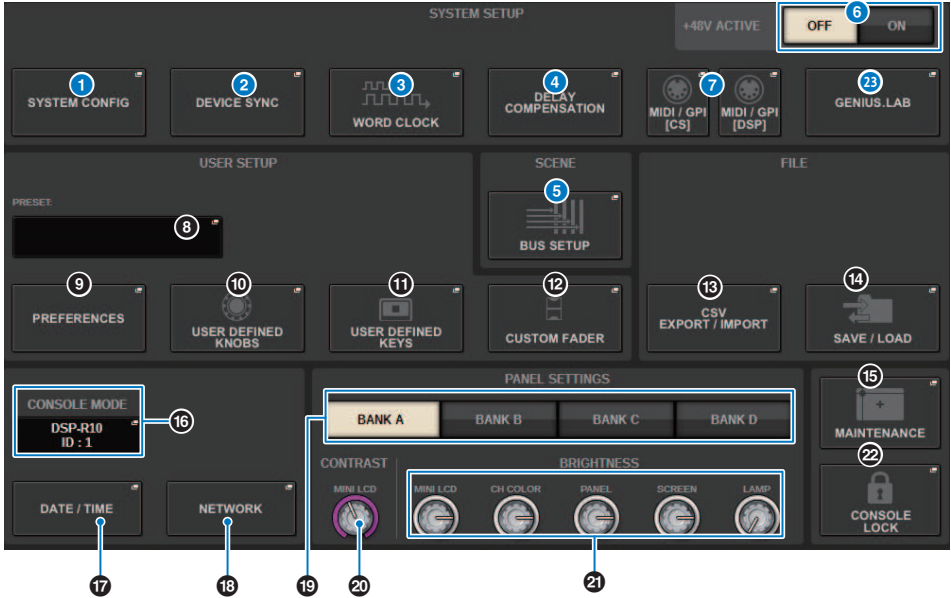 SYSTEM SETUP
+48V ACTIVE
6
OFF
ON
1
SYSTEM CONFIG
2
DEVICE SYNC
3
WORD CLOCK
4
DELAY
COMPENSATION
7
MIDI / GPI
[CS]
MIDI / GPI
[DSP]
23
GENIUS.LAB
USER SETUP
SCENE
FILE
PRESET:
8
5
BUS SETUP
9
PREFERENCES
10
USER DEFINED
KNOBS
11
USER DEFINED
KEYS
12
CUSTOM FADER
13
CSV
EXPORT / IMPORT
14
SAVE / LOAD
CONSOLE MODE
DSP-R10
ID : 1
16
PANEL SETTINGS
BANK A
BANK B
BANK C
BANK D
15
MAINTENANCE
CONTRAST
BRIGHTNESS
MINI LCD
MINI LCD
CH COLOR
PANEL
SCREEN
LAMP
22
CONSOLE
LOCK
DATE / TIME
NETWORK
17
18
19
20
21